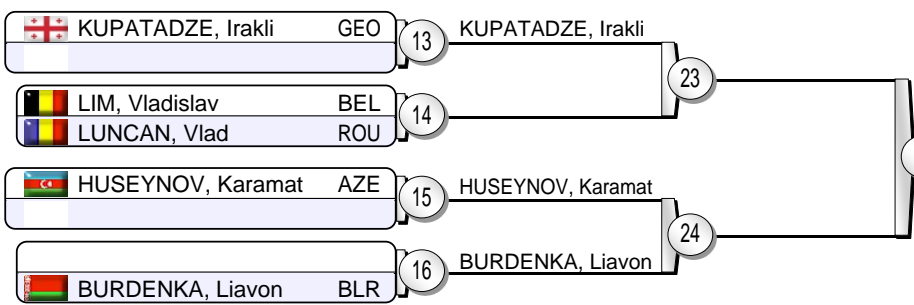 KUPATADZE, Irakli GEO
13
KUPATADZE, Irakli
23
LIM, Vladislav BEL
14
LUNCAN, Vlad ROU
HUSEYNOV, Karamat AZE
15
HUSEYNOV, Karamat
24
16
BURDENKA, Liavon
BURDENKA, Liavon BLR